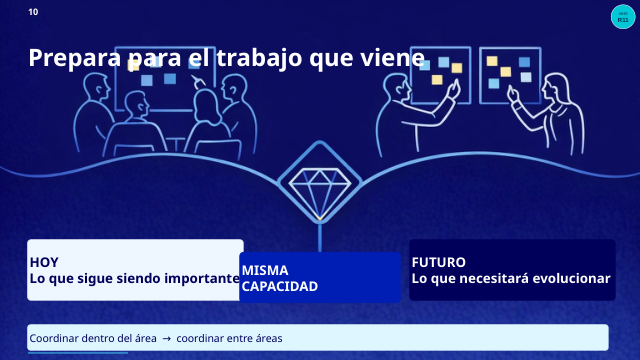 10
R11
Prepara para el trabajo que viene
HOY
Lo que sigue siendo importante
MISMA
CAPACIDAD
FUTURO
Lo que necesitará evolucionar
Coordinar dentro del área → coordinar entre áreas